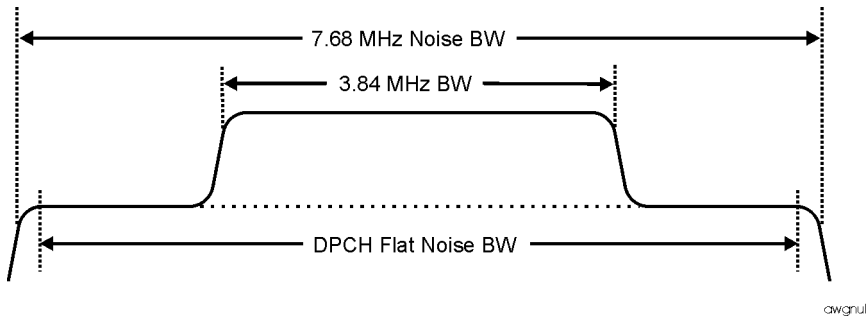 7.68 MHz Noise BW
3.84 MHz BW
DPCH Flat Noise BW
awgnul